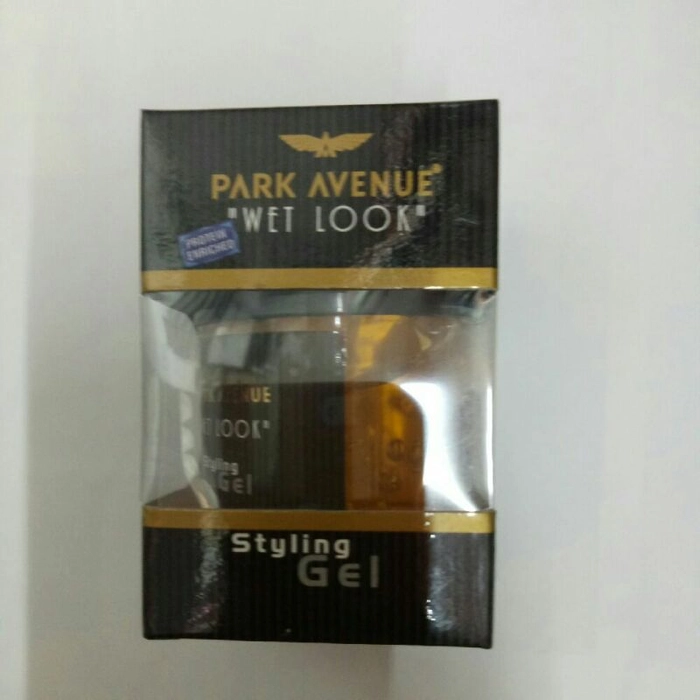 PARK AVENUE®
"WET LOOK"
PROTEIN
ENRICHED
AVENUE
LOOK"
Styling
Gel
Styling
Gel